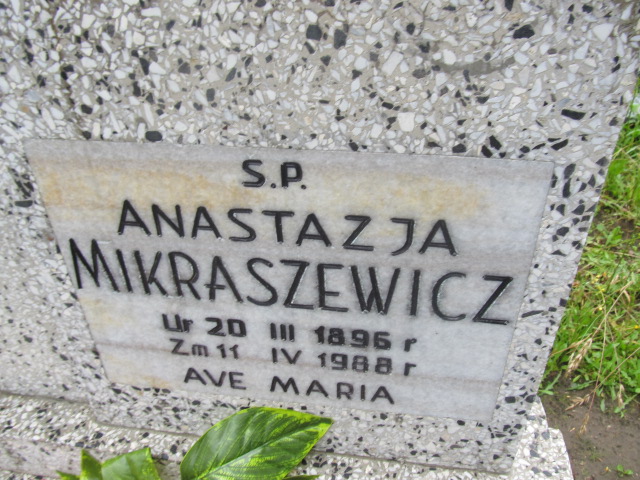 S.P.
ANASTAZJA
MIKRASZEWICZ
Ur 20 III 1896 r
Zm 11 IV 1988 r
AVE MARIA